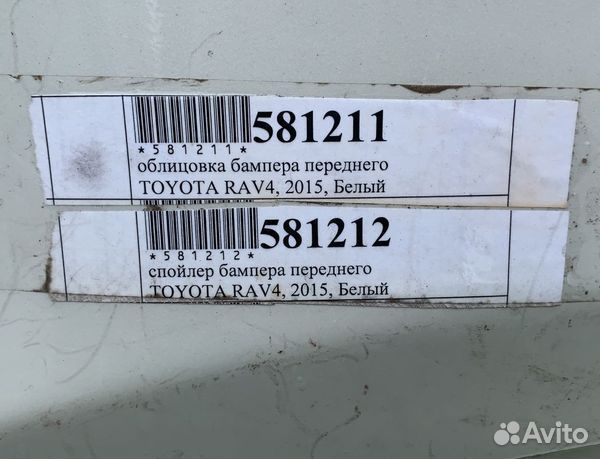 581211
*581211*
облицовка бампера переднего
TOYOTA RAV4, 2015, Белый
581212
*581212*
спойлер бампера переднего
TOYOTA RAV4, 2015, Белый
Avito